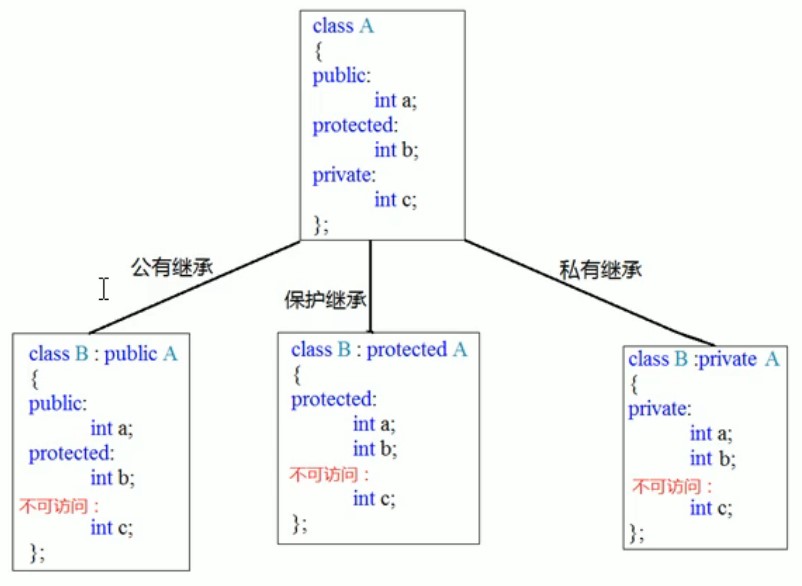 class A
{
public:
int a;
protected:
int b;
private:
int c;
};
公有继承
保护继承
私有继承
class B : public A
{
public:
int a;
protected:
int b;
不可访问：
int c;
};
class B : protected A
{
protected:
int a;
int b;
不可访问：
int c;
};
class B :private A
{
private:
int a;
int b;
不可访问：
int c;
};